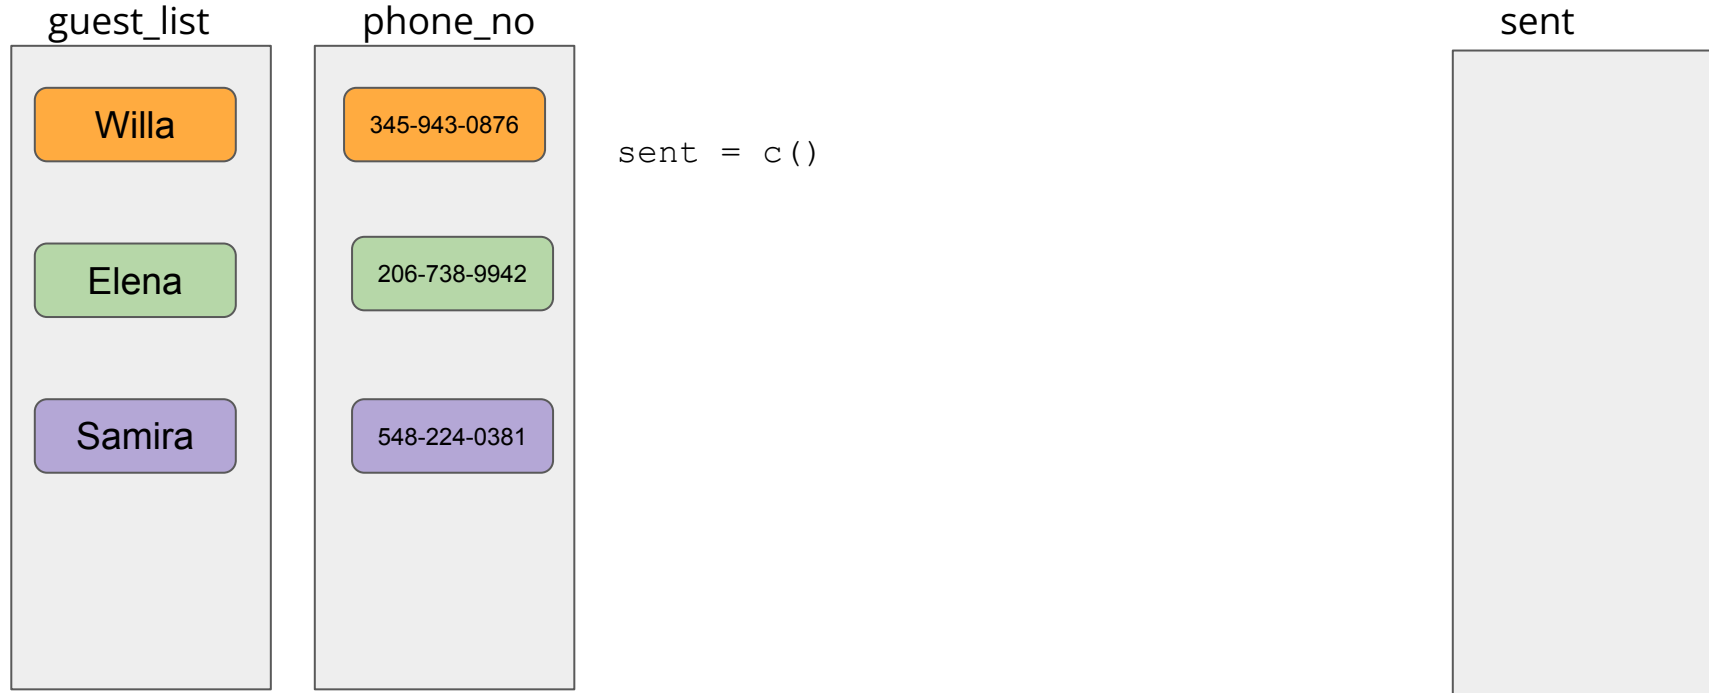 guest_list
phone_no
sent
Willa
345-943-0876
sent = c()
Elena
206-738-9942
Samira
548-224-0381